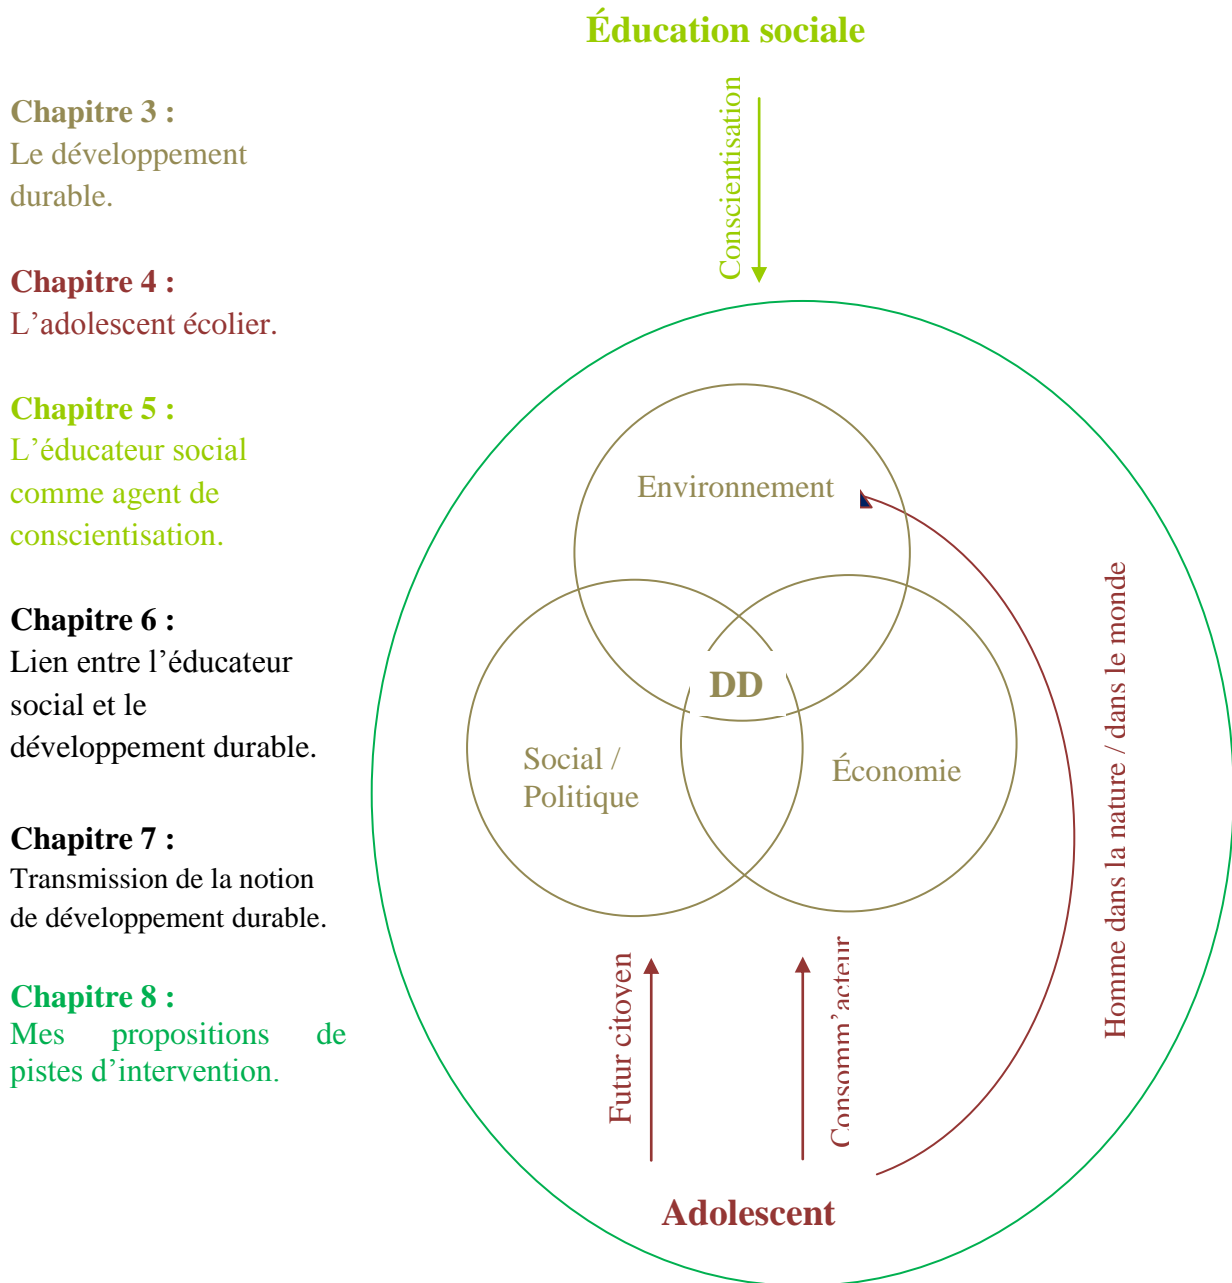 Éducation sociale
Conscientisation
Chapitre 3 :
Le développement
durable.
Chapitre 4 :
L’adolescent écolier.
Chapitre 5 :
L’éducateur social
comme agent de
conscientisation.
Chapitre 6 :
Lien entre l’éducateur
social et le
développement durable.
Chapitre 7 :
Transmission de la notion
de développement durable.
Chapitre 8 :
Mes propositions de
pistes d’intervention.
Environnement
DD
Social /
Politique
Économie
Homme dans la nature / dans le monde
Futur citoyen
Consomm’acteur
Adolescent